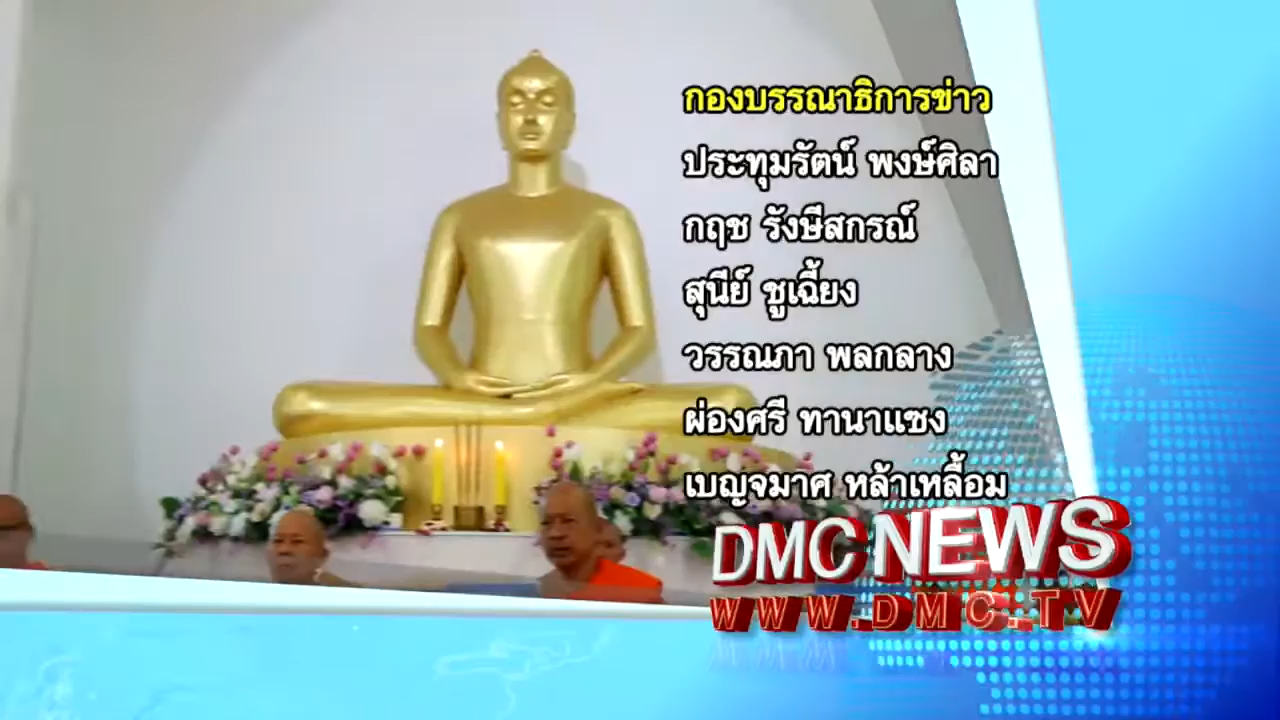 กองบรรณาธิการข่าว
ประทุมรัตน์ พงษ์ศิลา
กฤช รังษีสกรณ์
สุนีย์ ชูเฉี้ยง
วรรณภา พลกลาง
ผ่องศรี ทานาแซง
เบญจมาศ หล้าเหลื้อม
DMC NEWS
WWW.DMC.TV